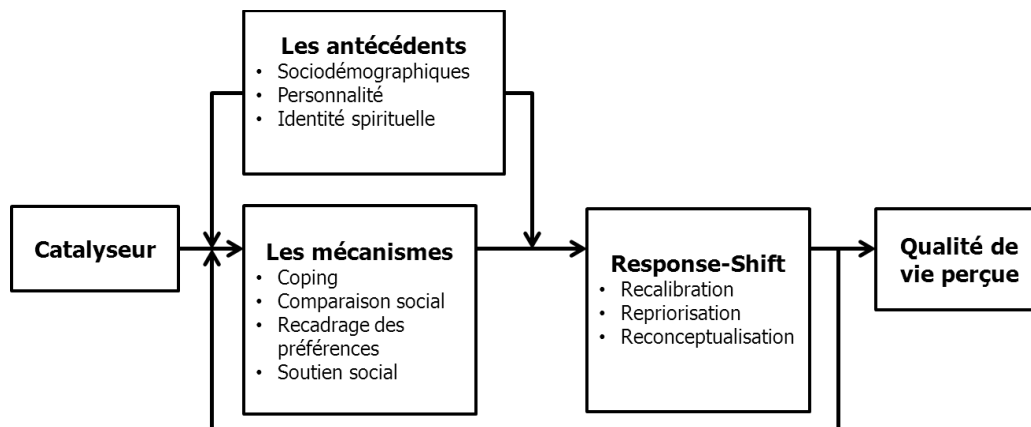 Les antécédents
• Sociodémographiques
• Personnalité
• Identité spirituelle
Catalyseur
Les mécanismes
• Coping
• Comparaison social
• Recadrage des
préférences
• Soutien social
Response-Shift
• Recalibration
• Repriorisation
• Reconceptualisation
Qualité de
vie perçue